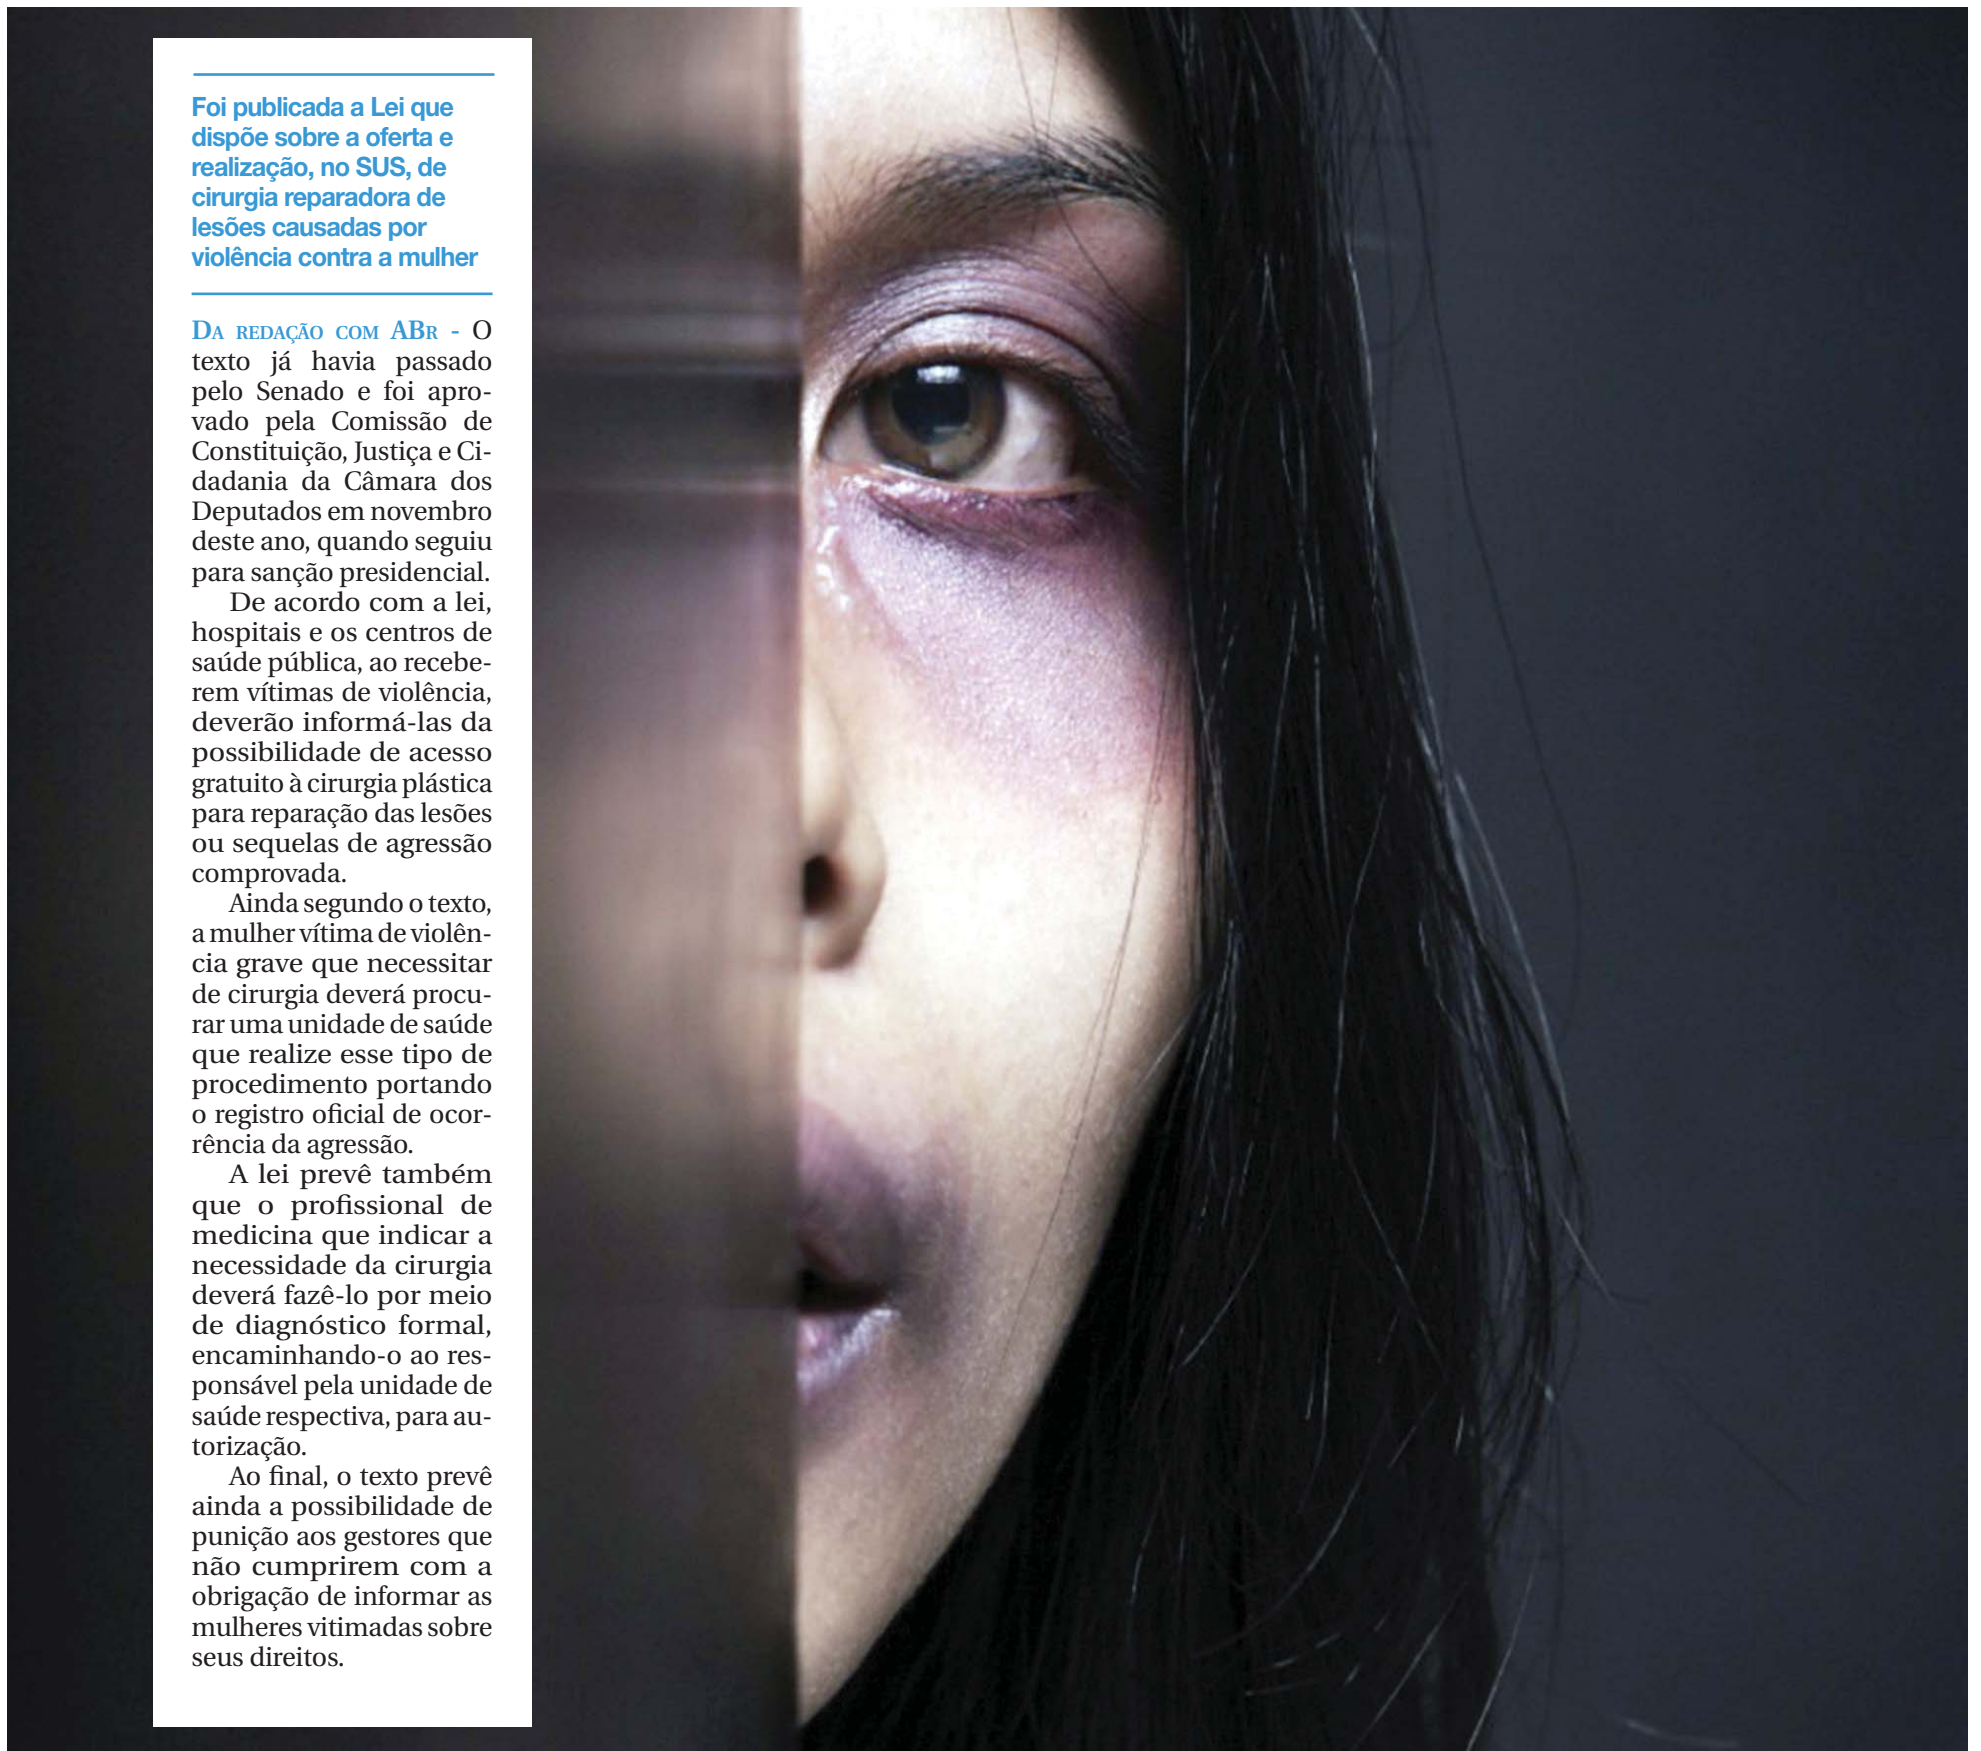 Foi publicada a Lei que
dispõe sobre a oferta e
realização, no SUS, de
cirurgia reparadora de
lesões causadas por
violência contra a mulher
Da redação com ABr - O
texto já havia passado
pelo Senado e foi apro-
vado pela Comissão de
Constituição, Justiça e Ci-
dadania da Câmara dos
Deputados em novembro
deste ano, quando seguiu
para sanção presidencial.
De acordo com a lei,
hospitais e os centros de
saúde pública, ao recebe-
rem vítimas de violência,
deverão informá-las da
possibilidade de acesso
gratuito à cirurgia plástica
para reparação das lesões
ou sequelas de agressão
comprovada.
Ainda segundo o texto,
a mulher vítima de violên-
cia grave que necessitar
de cirurgia deverá procu-
rar uma unidade de saúde
que realize esse tipo de
procedimento portando
o registro oficial de ocor-
rência da agressão.
A lei prevê também
que o profissional de
medicina que indicar a
necessidade da cirurgia
deverá fazê-lo por meio
de diagnóstico formal,
encaminhando-o ao res-
ponsável pela unidade de
saúde respectiva, para au-
torização.
Ao final, o texto prevê
ainda a possibilidade de
punição aos gestores que
não cumprirem com a
obrigação de informar as
mulheres vitimadas sobre
seus direitos.